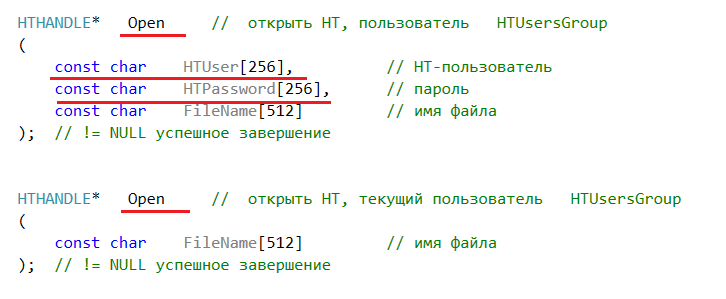 HTHANDLE* Open // открыть HT, пользователь HTUsersGroup
(
const char HTUser[256], // HT-пользователь
const char HTPassword[256], // пароль
const char FileName[512] // имя файла
); // != NULL успешное завершение
HTHANDLE* Open // открыть HT, текущий пользователь HTUsersGroup
(
const char FileName[512] // имя файла
); // != NULL успешное завершение